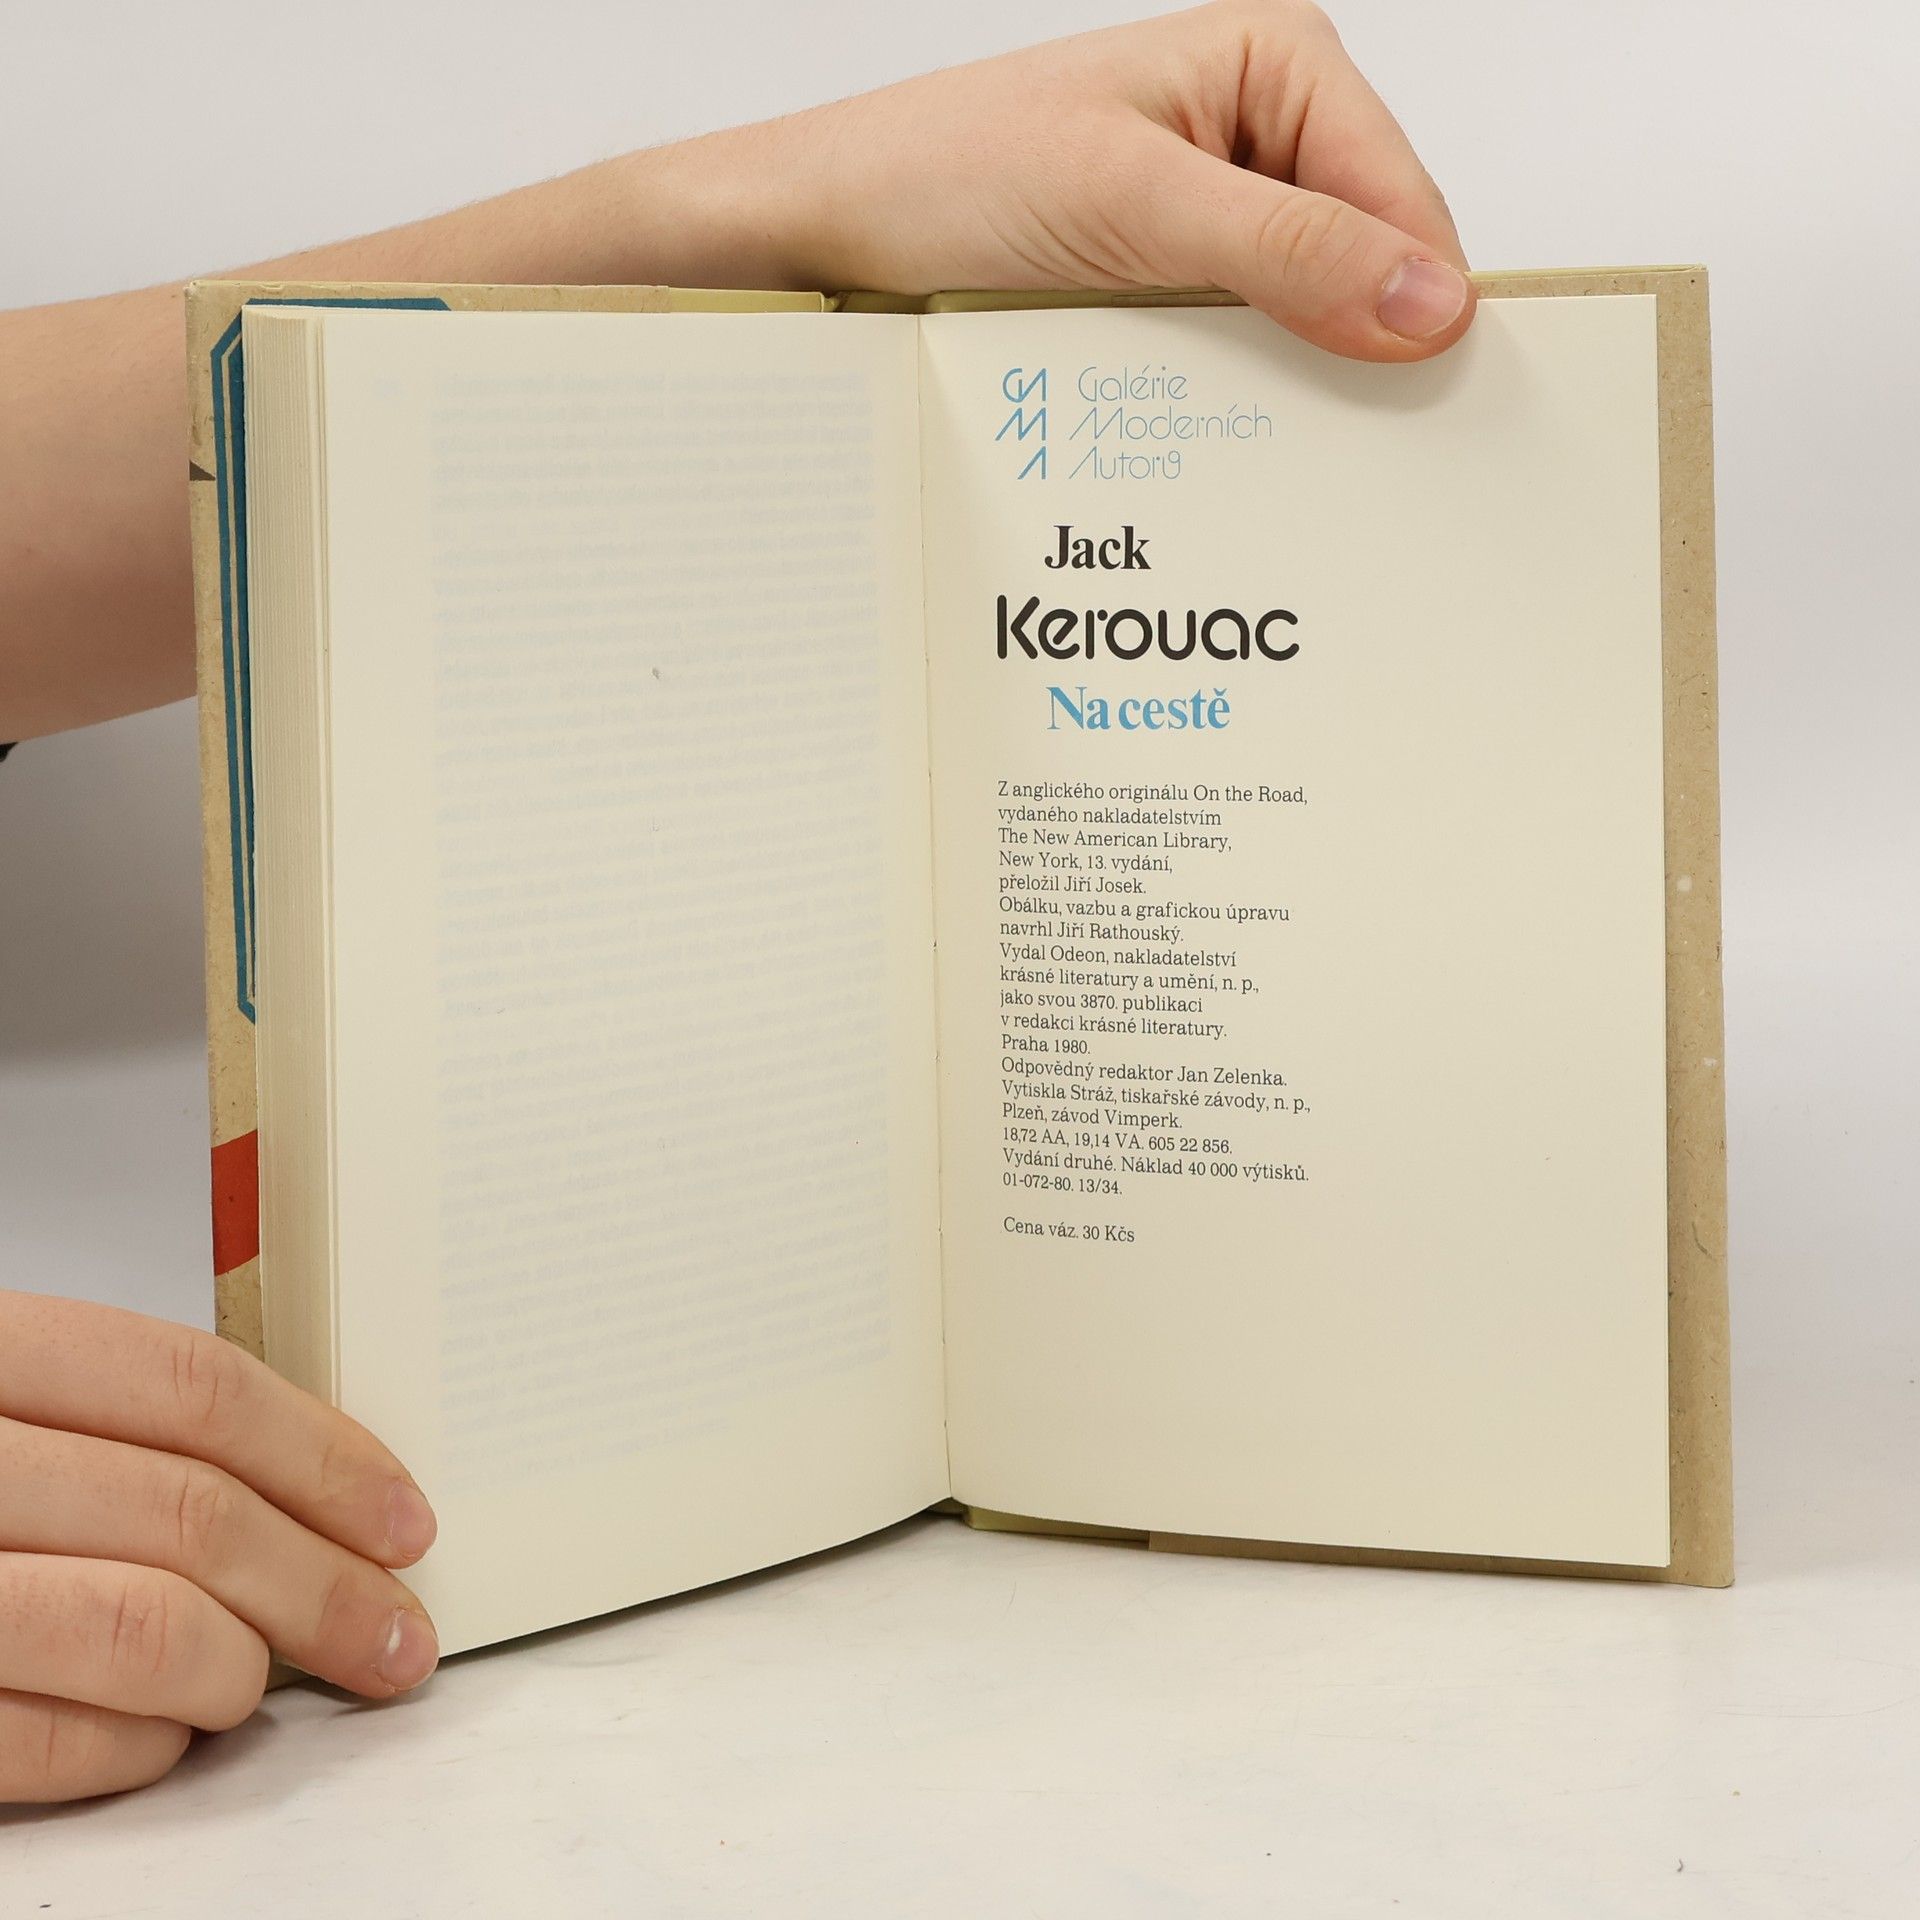 GMA Galérie
Moderních
Autorů
Jack
Kerouac
Na cestě
Z anglického originálu On the Road,
vydaného nakladatelstvím
The New American Library,
New York, 13. vydání,
přeložil Jiří Josek.
Obálku, vazbu a grafickou úpravu
navrhl Jiří Rathouský.
Vydal Odeon, nakladatelství
krásné literatury a umění, n. p.,
jako svou 3870. publikaci
v redakci krásné literatury.
Praha 1980.
Odpovědný redaktor Jan Zelenka.
Vytiskla Stráž, tiskařské závody, n. p.,
Plzeň, závod Vimperk.
18,72 AA, 19,14 VA. 605 22 856.
Vydání druhé. Náklad 40 000 výtisků.
01-072-80. 13/34.
Cena váz. 30 Kčs